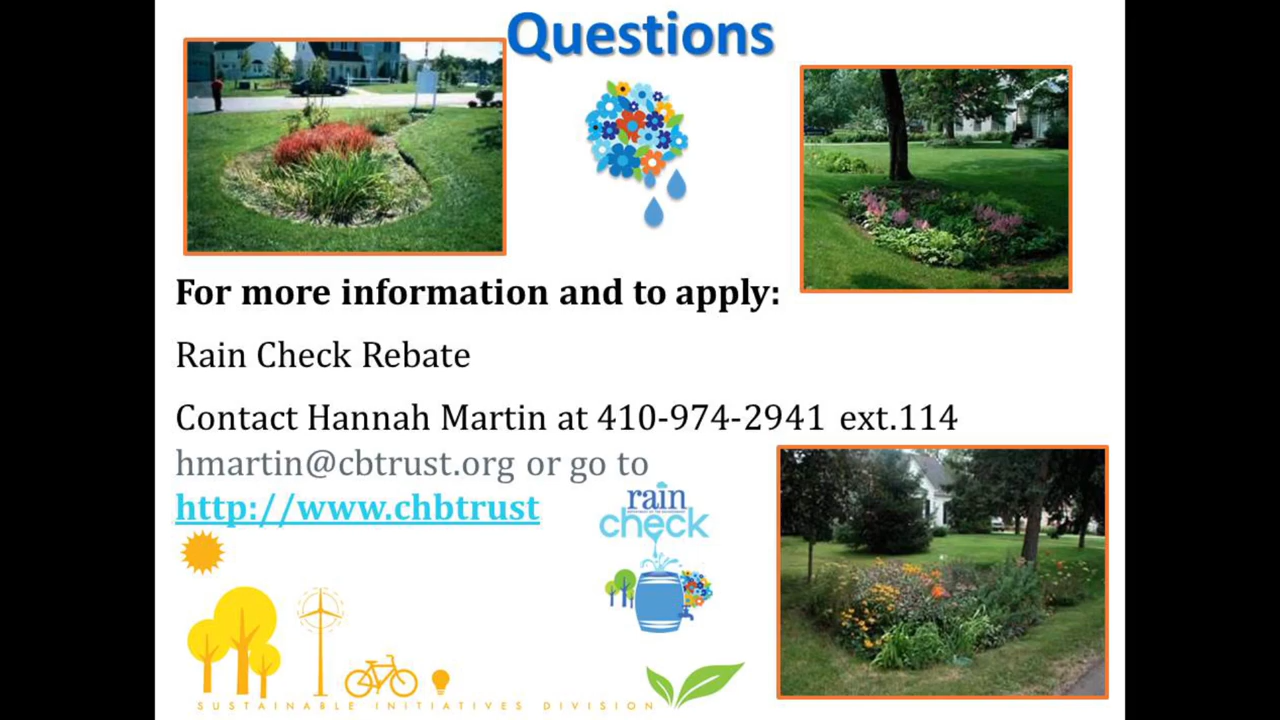 Questions
For more information and to apply:
Rain Check Rebate
Contact Hannah Martin at 410-974-2941 ext.114
hmartin@cbtrust.org or go to
http://www.chbtrust
rain
check
SUSTAINABLE INITIATIVES DIVISION